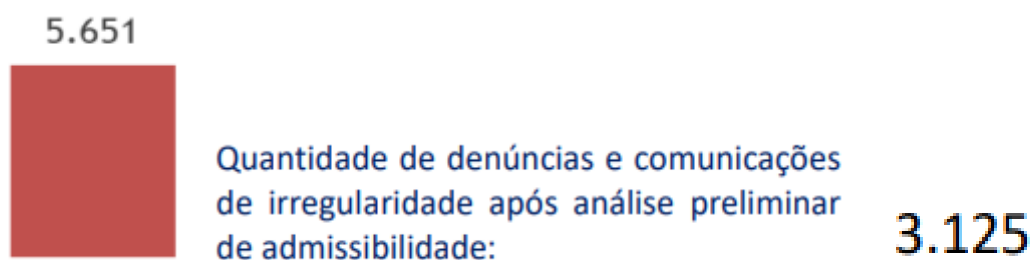 5.651
Quantidade de denúncias e comunicações
de irregularidade após análise preliminar
de admissibilidade:
3.125